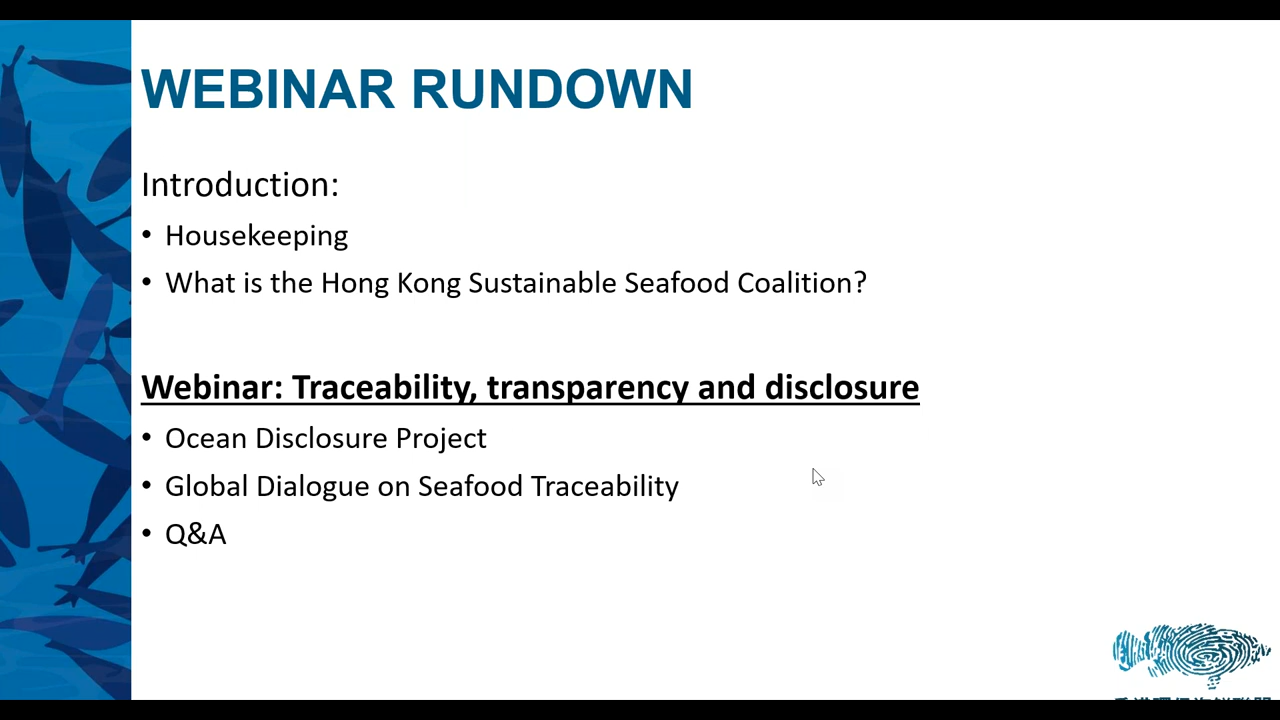 WEBINAR RUNDOWN
Introduction:
• Housekeeping
• What is the Hong Kong Sustainable Seafood Coalition?
Webinar: Traceability, transparency and disclosure
• Ocean Disclosure Project
• Global Dialogue on Seafood Traceability
• Q&A